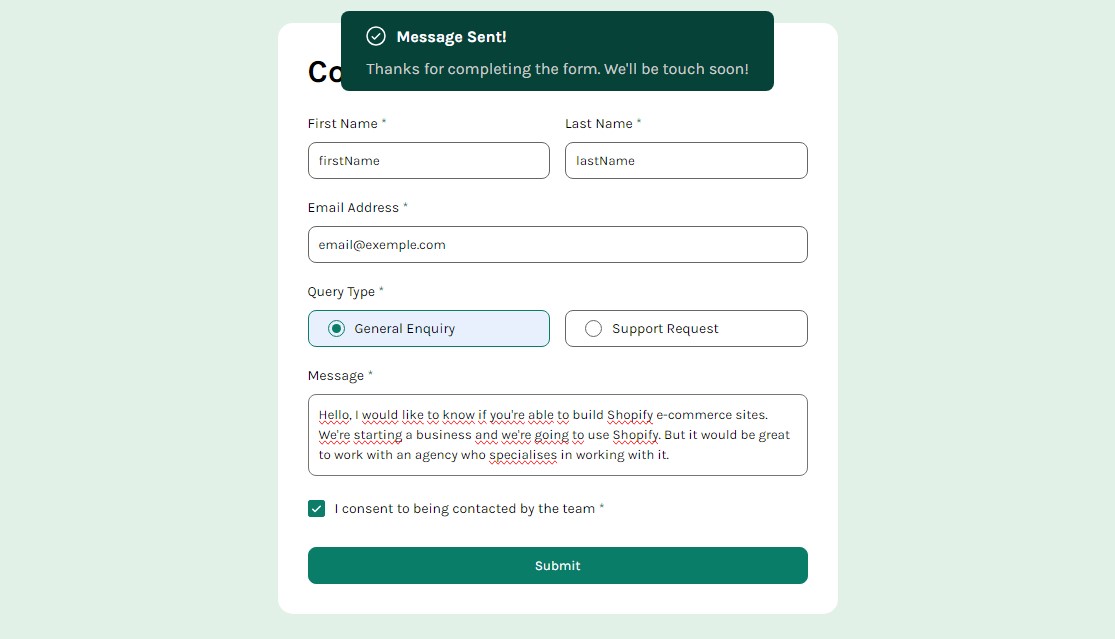 Message Sent!
Thanks for completing the form. We'll be touch soon!
Co
First Name * Last Name *
firstName lastName
Email Address *
email@exemple.com
Query Type *
General Enquiry Support Request
Message *
Hello, I would like to know if you're able to build Shopify e-commerce sites.
We're starting a business and we're going to use Shopify. But it would be great
to work with an agency who specialises in working with it.
I consent to being contacted by the team *
Submit